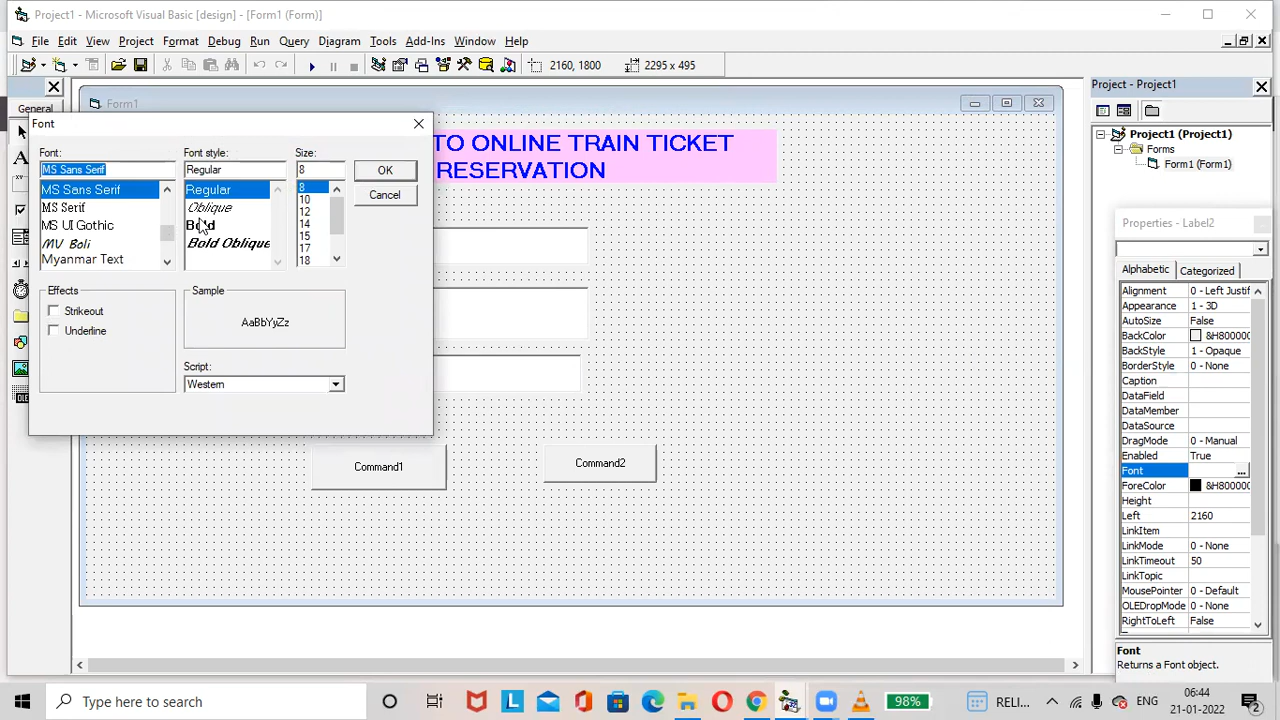 Project1 - Microsoft Visual Basic [design] - [Form1 (Form)]
File Edit View Project Format Debug Run Query Diagram Tools Add-Ins Window Help
2160, 1800 2295 x 495
General
Form1
TO ONLINE TRAIN TICKET
RESERVATION
Command1
Command2
Font
Font: Font style: Size:
MS Sans Serif Regular 8
OK
Cancel
MS Sans Serif
MS Serif
MS UI Gothic
MV Boli
Myanmar Text
Regular
Oblique
Bold
Bold Oblique
8
10
12
14
15
17
18
Effects
Strikeout
Underline
Sample
AaBbYyZz
Script:
Western
Project - Project1
Project1 (Project1)
Forms
Form1 (Form1)
Properties - Label2
Alphabetic Categorized
Alignment 0 - Left Justif
Appearance 1 - 3D
AutoSize False
BackColor &H800000
BackStyle 1 - Opaque
BorderStyle 0 - None
Caption
DataField
DataMember
DataSource
DragMode 0 - Manual
Enabled True
Font ...
ForeColor &H800000
Height
Left 2160
LinkItem
LinkMode 0 - None
LinkTimeout 50
LinkTopic
MousePointer 0 - Default
OLEDropMode 0 - None
RightToLeft False
Font
Returns a Font object.
Type here to search
98%
RELI...
06:44
21-01-2022
2